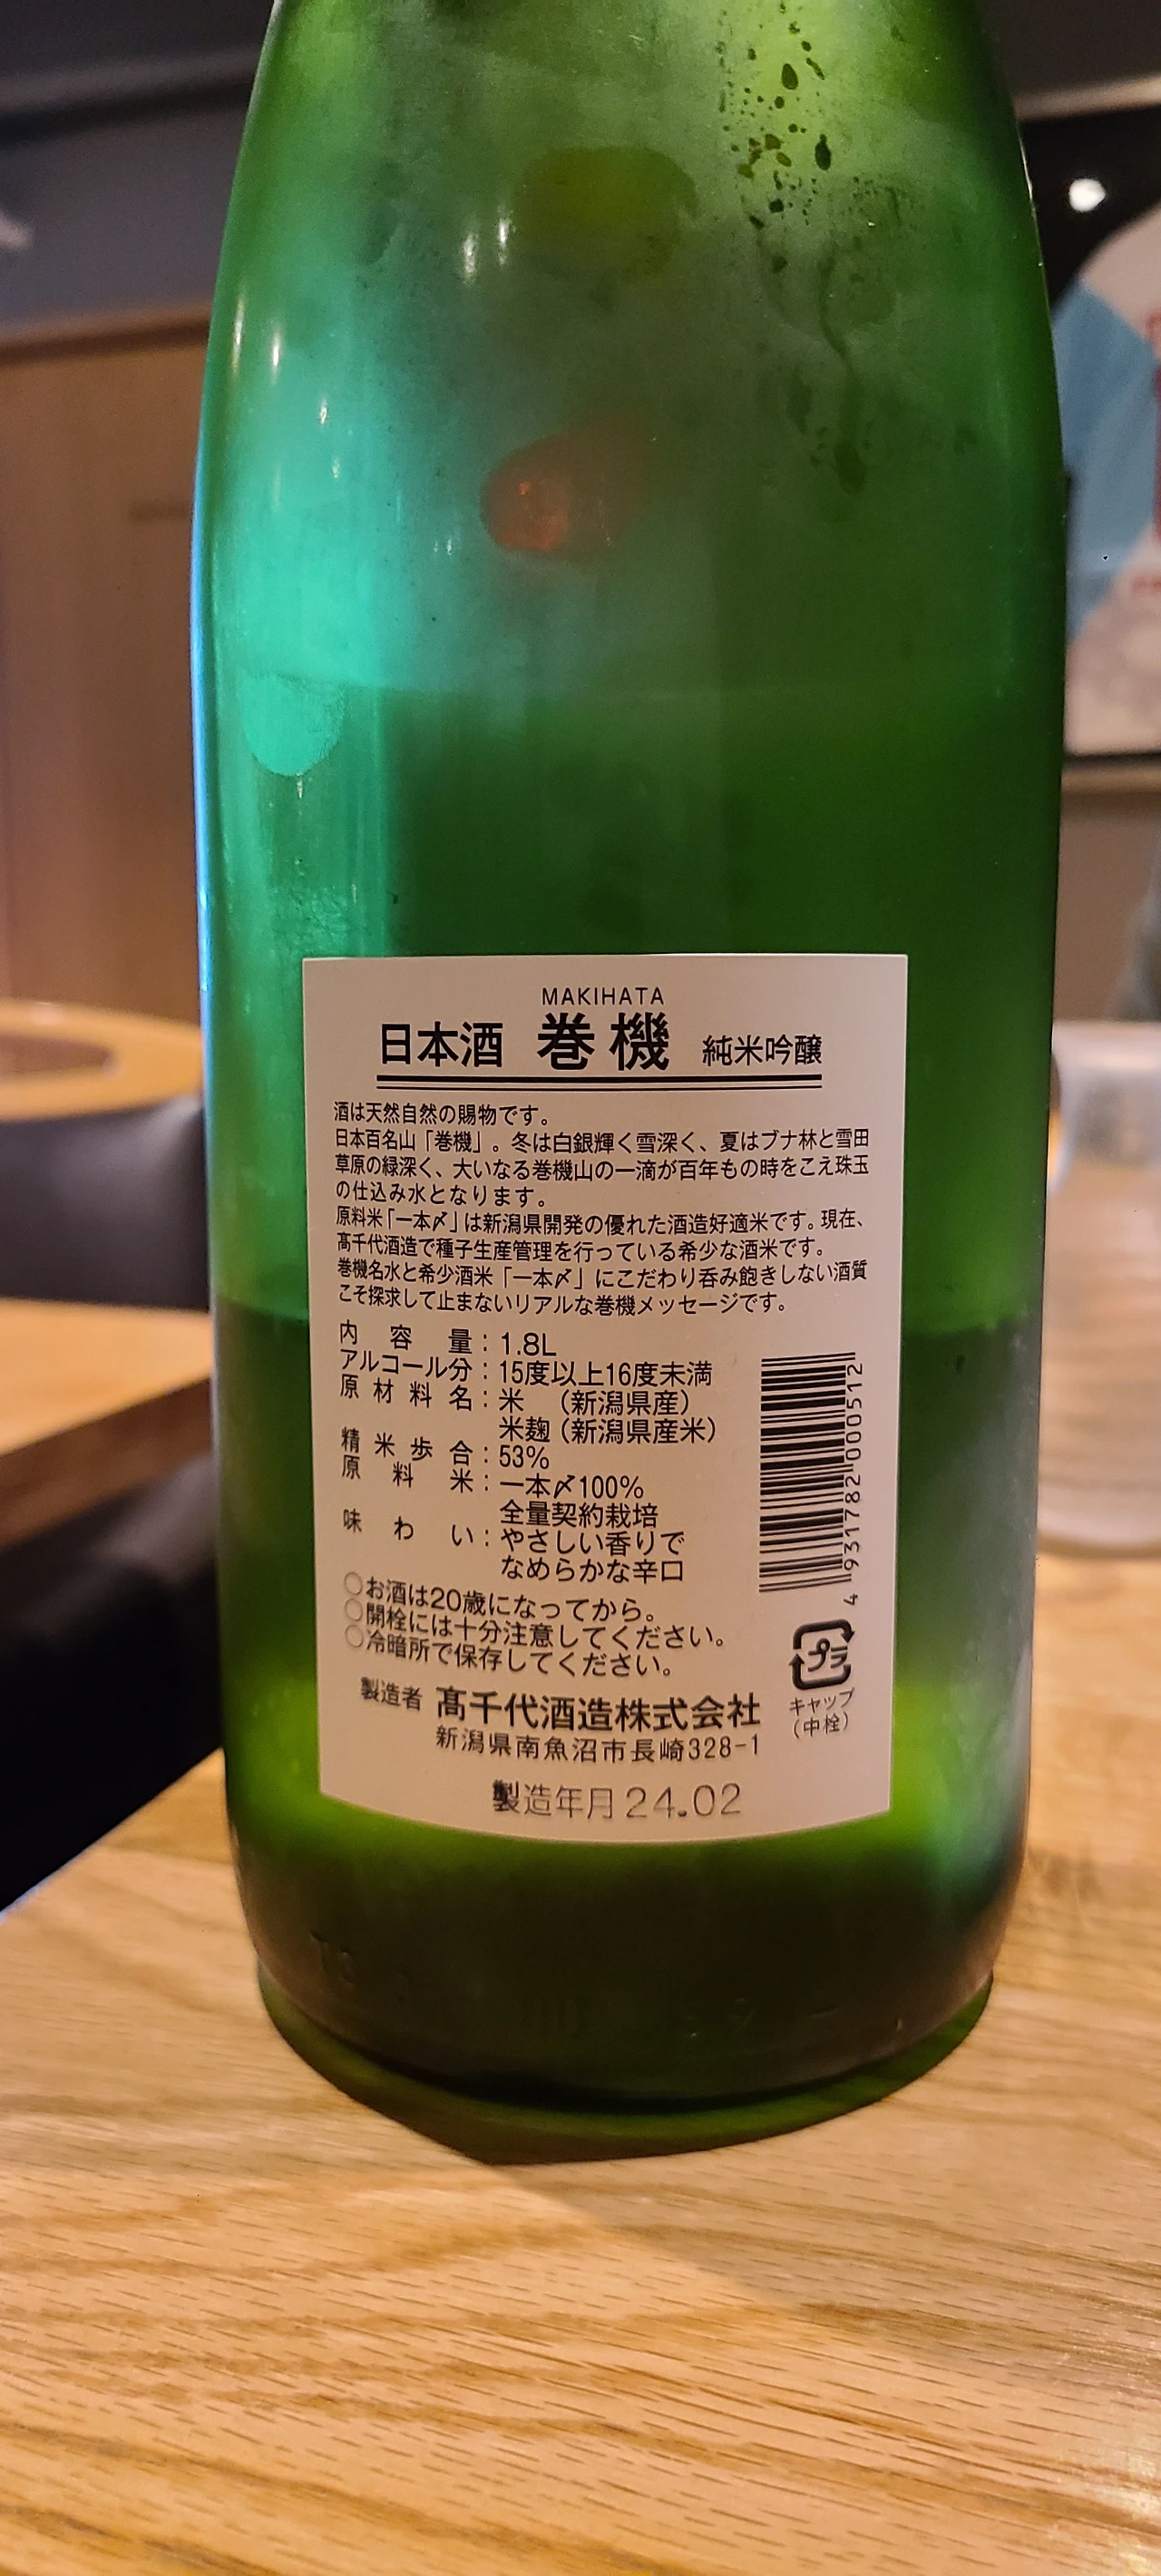 MAKIHATA
日本酒 巻機 純米吟醸
酒は天然自然の賜物です。
日本百名山「巻機」。冬は白銀輝く雪深く、夏はブナ林と雪田
草原の緑深く、大いなる巻機山の一滴が百年もの時をこえ珠玉
の仕込み水となります。
原料米「一本〆」は新潟県開発の優れた酒造好適米です。現在、
髙千代酒造で種子生産管理を行っている希少な酒米です。
巻機名水と希少酒米「一本〆」にこだわり呑み飽きしない酒質
こそ探求して止まないリアルな巻機メッセージです。
内容量：1.8L
アルコール分：15度以上16度未満
原材料名：米 （新潟県産）
米麹（新潟県産米）
精米歩合：53%
原料米：一本〆100%
全量契約栽培
味わい：やさしい香りで
なめらかな辛口
○お酒は20歳になってから。
○開栓には十分注意してください。
○冷暗所で保存してください。
4 931782 000512
プラ
キャップ
（中栓）
製造者 髙千代酒造株式会社
新潟県南魚沼市長崎328-1
製造年月 24.02